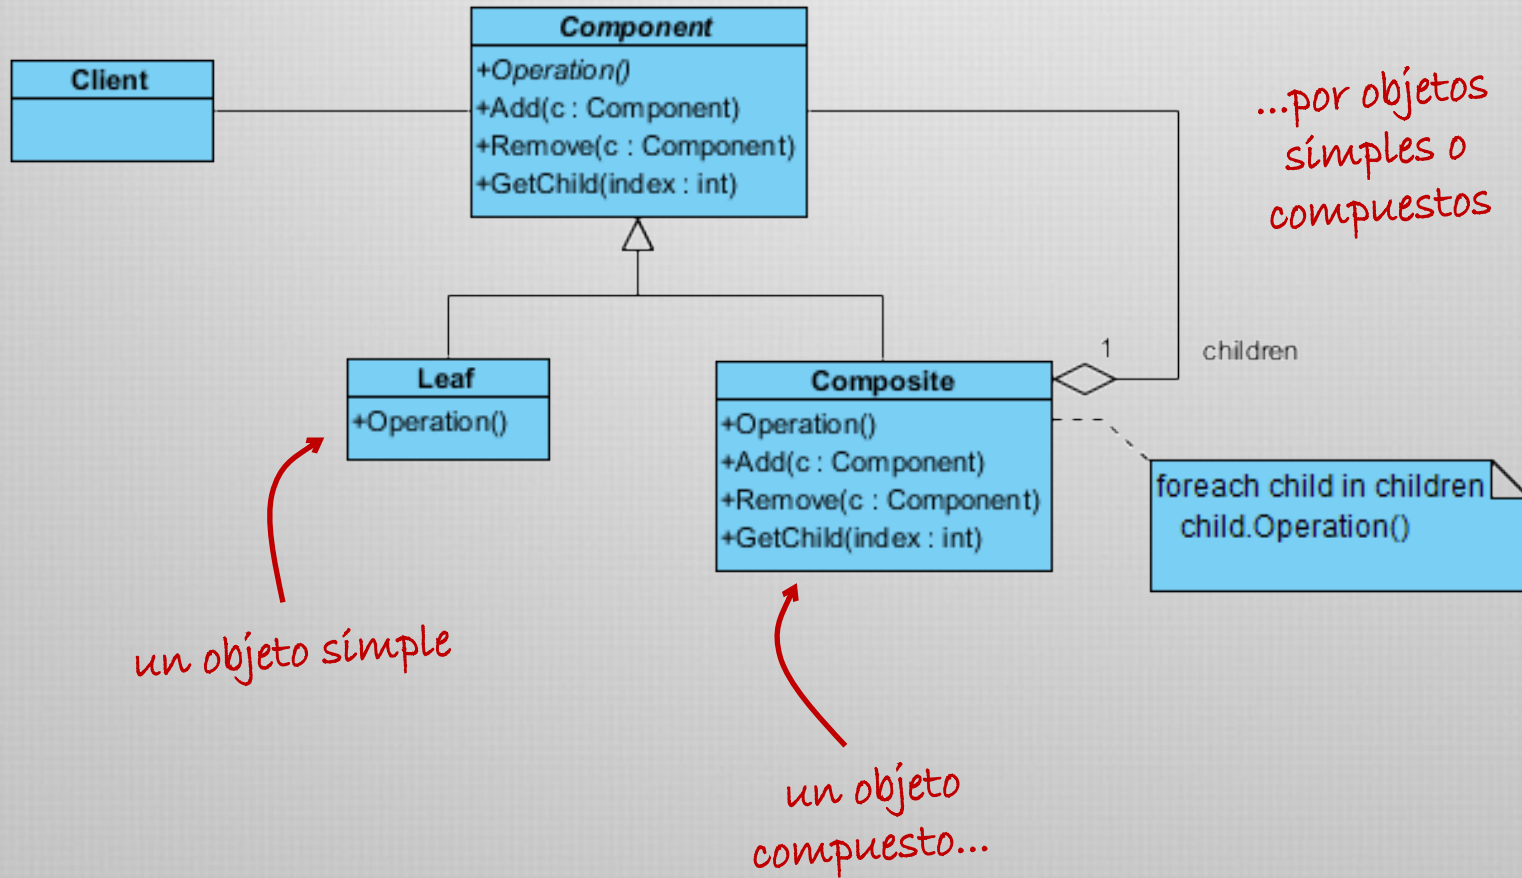 Component
+Operation()
+Add(c : Component)
+Remove(c : Component)
+GetChild(index : int)
Client
...por objetos
simples o
compuestos
Leaf
+Operation()
Composite
+Operation()
+Add(c : Component)
+Remove(c : Component)
+GetChild(index : int)
1
children
foreach child in children
child.Operation()
un objeto simple
un objeto
compuesto...